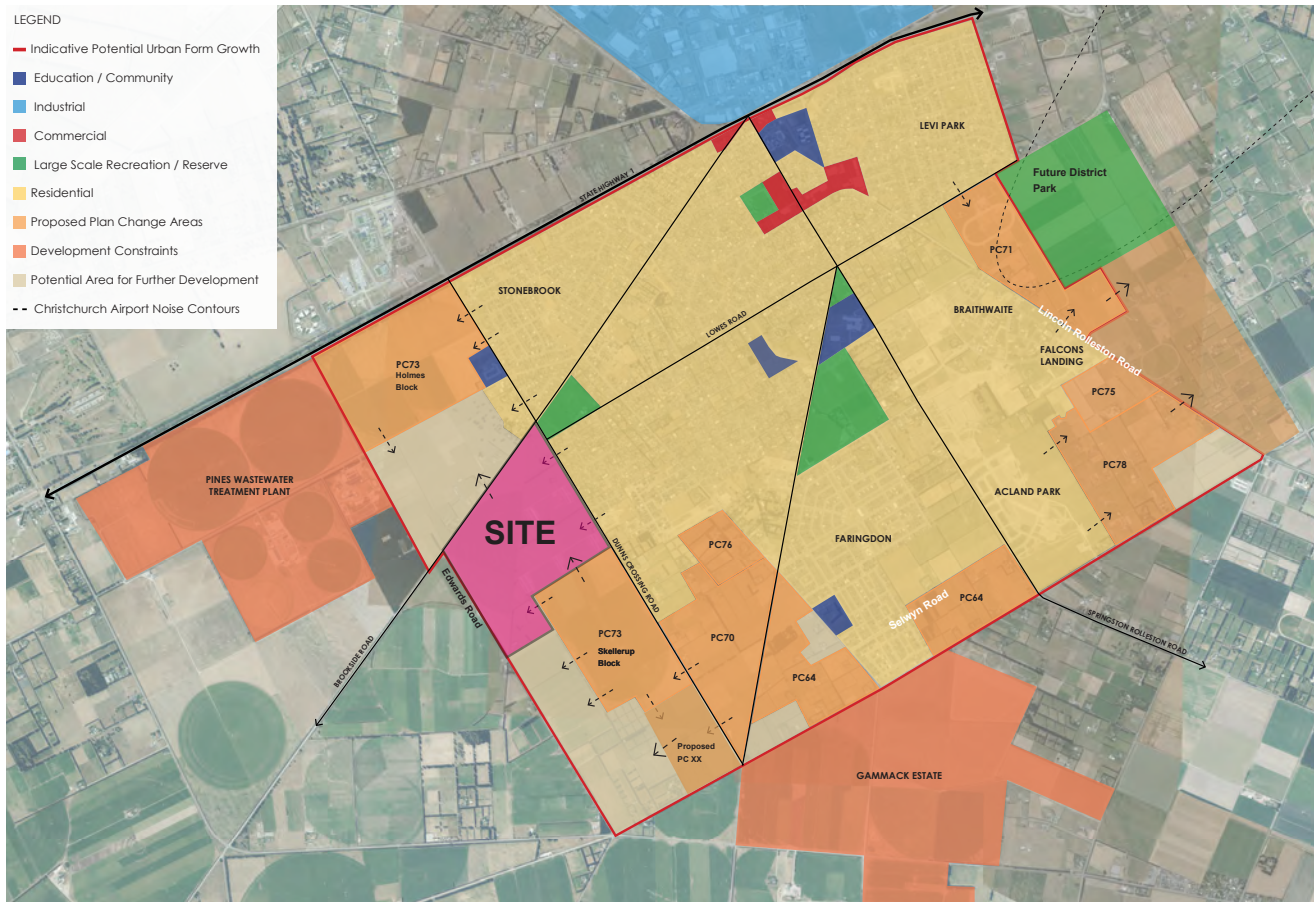 LEGEND
Indicative Potential Urban Form Growth
Education / Community
Industrial
Commercial
Large Scale Recreation / Reserve
Residential
Proposed Plan Change Areas
Development Constraints
Potential Area for Further Development
Christchurch Airport Noise Contours
LEVI PARK
Future District
Park
STATE HIGHWAY 1
STONEBROOK
PC71
LOWES ROAD
BRAITHWAITE
Lincoln Rolleston Road
FALCONS
LANDING
PC73
Holmes
Block
PC75
PC78
PINES WASTEWATER
TREATMENT PLANT
ACLAND PARK
SITE
PC76
FARINGDON
DUNNS CROSSING ROAD
Edwards Road
PC64
Selwyn Road
SPRINGSTON ROLLESTON ROAD
PC73
Skellerup
Block
PC70
BROOKSIDE ROAD
PC64
Proposed
PC XX
GAMMACK ESTATE